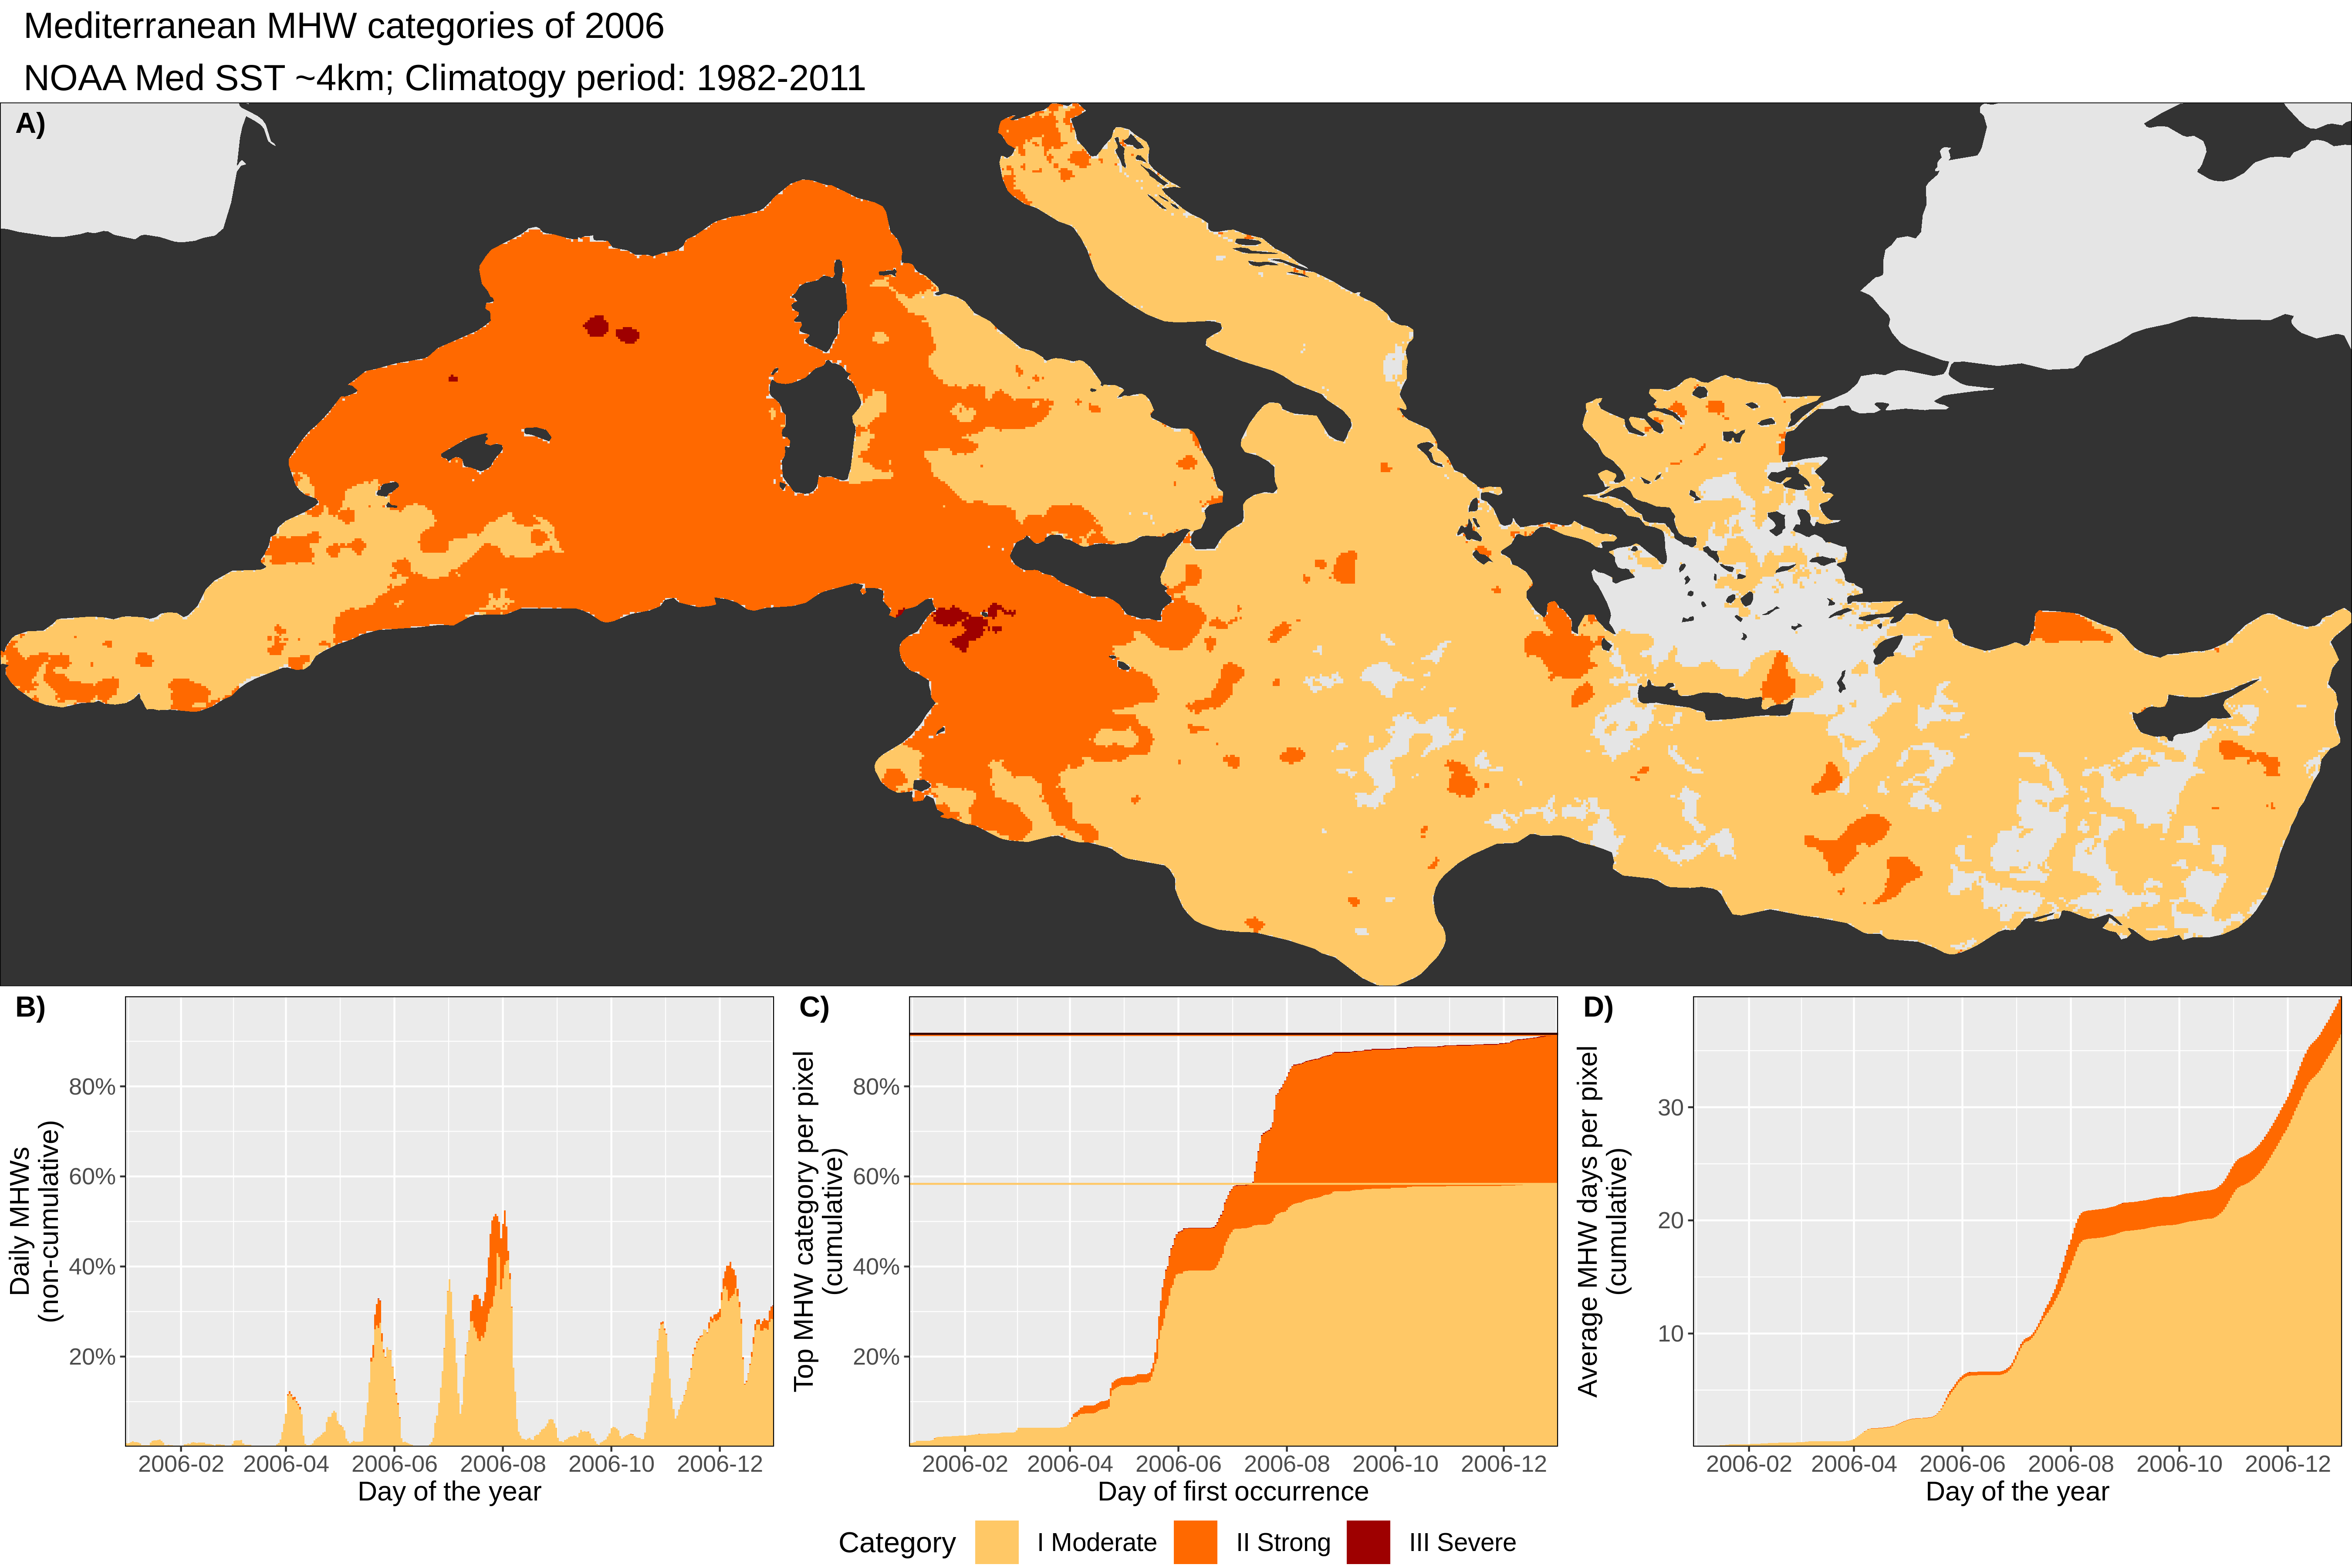 Mediterranean MHW categories of 2006
NOAA Med SST ~4km; Climatogy period: 1982-2011
A)
B)
Daily MHWs
(non-cumulative)
80%
60%
40%
20%
2006-02 2006-04 2006-06 2006-08 2006-10 2006-12
Day of the year
C)
Top MHW category per pixel
(cumulative)
80%
60%
40%
20%
2006-02 2006-04 2006-06 2006-08 2006-10 2006-12
Day of first occurrence
D)
Average MHW days per pixel
(cumulative)
30
20
10
2006-02 2006-04 2006-06 2006-08 2006-10 2006-12
Day of the year
Category I Moderate II Strong III Severe